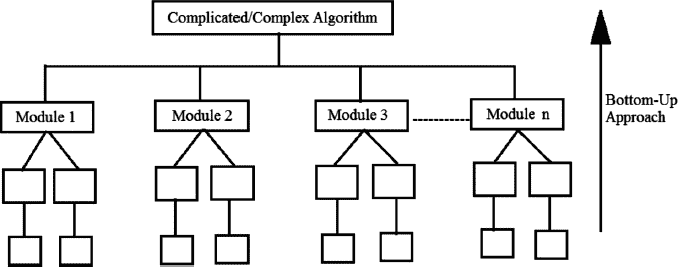 Complicated/Complex Algorithm
Module 1
Module 2
Module 3
Module n
Bottom-Up
Approach